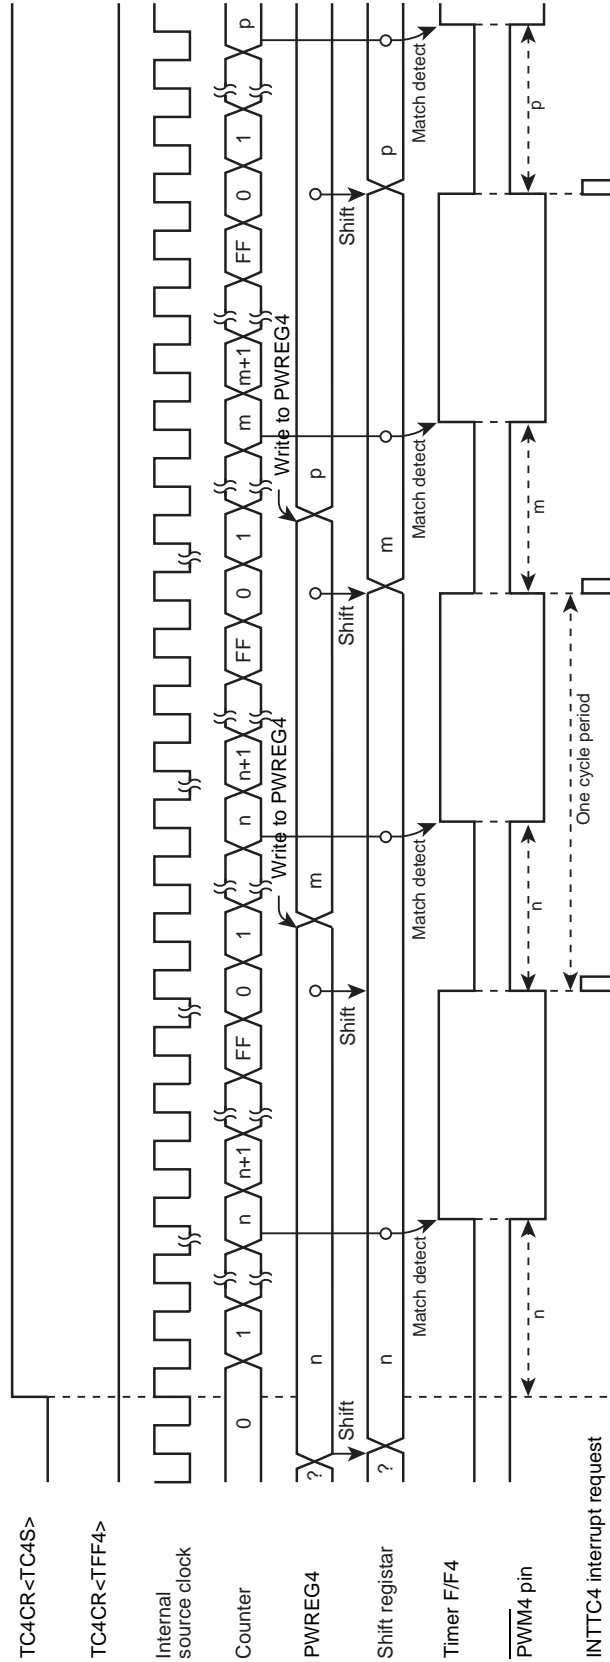 TC4CR<TC4S>
TC4CR<TFF4>
Internal
source clock
Counter 0 1 n n+1 FF 0 1 n n+1 FF 0 1 m m+1 FF 0 1 p
Write to PWREG4
Write to PWREG4
PWREG4 ? n m p
Shift Shift Shift Shift
Shift registar ? n m p
Match detect Match detect Match detect Match detect
Timer F/F4
PWM4 pin
n n m p
One cycle period
INTTC4 interrupt request